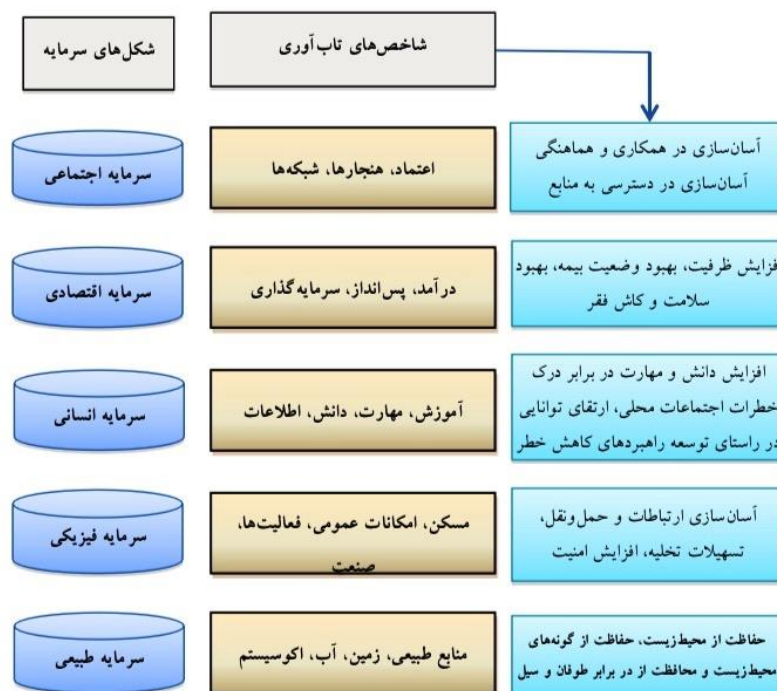 شکل‌های سرمایه
شاخص‌های تاب‌آوری
سرمایه اجتماعی
اعتماد، هنجارها، شبکه‌ها
آسان‌سازی در همکاری و هماهنگی
آسان‌سازی در دسترسی به منابع
سرمایه اقتصادی
درآمد، پس‌انداز، سرمایه‌گذاری
فزایش ظرفیت، بهبود وضعیت بیمه، بهبود
سلامت و کاش فقر
سرمایه انسانی
آموزش، مهارت، دانش، اطلاعات
افزایش دانش و مهارت در برابر درک
خطرات اجتماعات محلی، ارتقای توانایی
در راستای توسعه راهبردهای کاهش خطر
سرمایه فیزیکی
مسکن، امکانات عمومی، فعالیت‌ها،
صنعت
آسان‌سازی ارتباطات و حمل‌ونقل،
تسهیلات تخلیه، افزایش امنیت
سرمایه طبیعی
منابع طبیعی، زمین، آب، اکوسیستم
حفاظت از محیط‌زیست، حفاظت از گونه‌های
محیط‌زیست و محافظت از در برابر طوفان و سیل